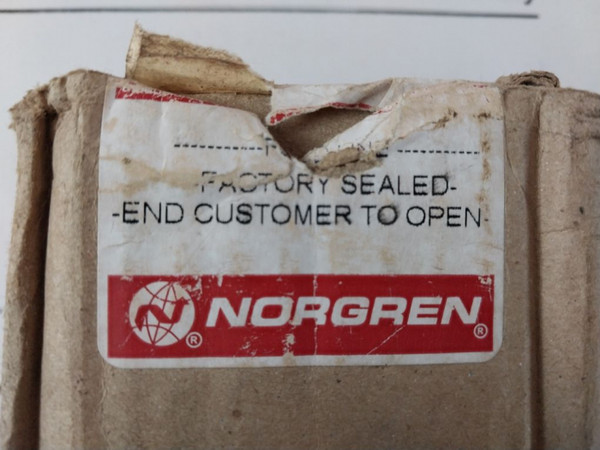 -FACTORY SEALED-
-END CUSTOMER TO OPEN-
N® NORGREN®